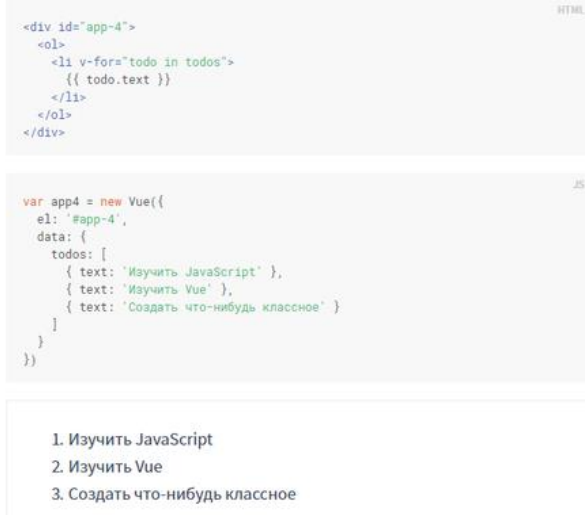 HTML
<div id="app-4">
  <ol>
    <li v-for="todo in todos">
      {{ todo.text }}
    </li>
  </ol>
</div>
JS
var app4 = new Vue({
  el: '#app-4',
  data: {
    todos: [
      { text: 'Изучить JavaScript' },
      { text: 'Изучить Vue' },
      { text: 'Создать что-нибудь классное' }
    ]
  }
})
1. Изучить JavaScript
2. Изучить Vue
3. Создать что-нибудь классное